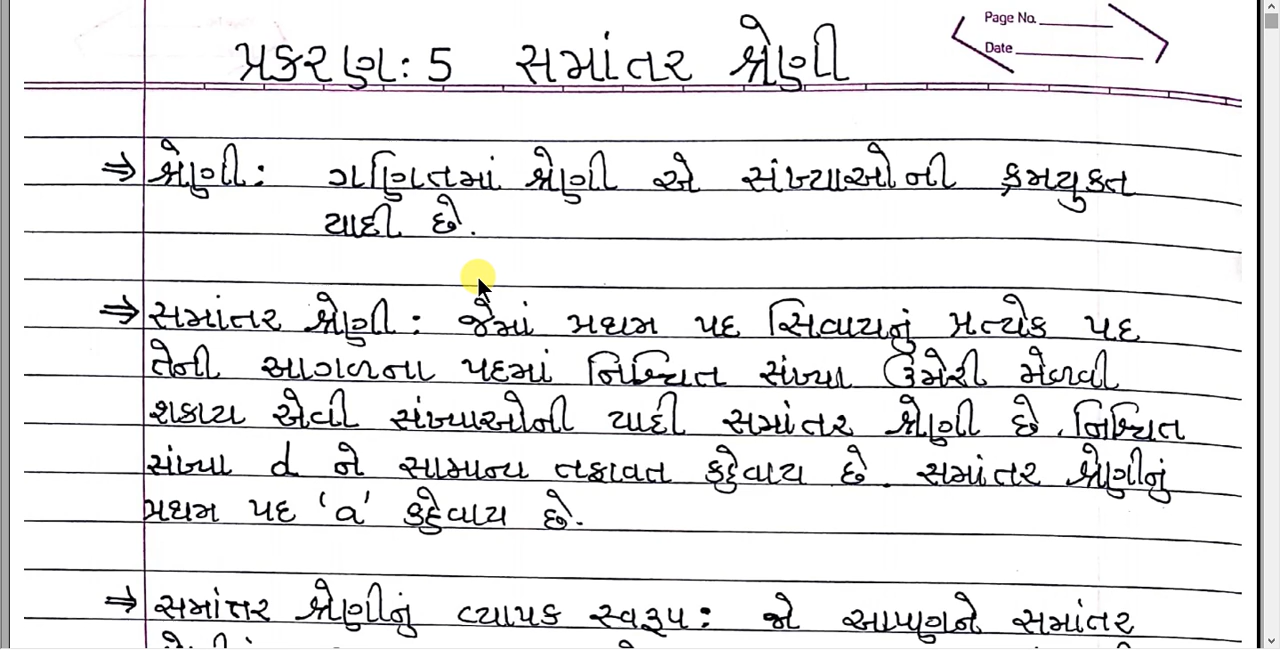 Page No.
Date
પ્રકરણ: 5 સમાંતર શ્રેણી
⇒ શ્રેણી: ગણિતમાં શ્રેણી એ સંખ્યાઓની ક્રમયુક્ત
યાદી છે.
⇒ સમાંતર શ્રેણી: જેમાં પ્રથમ પદ સિવાયનું પ્રત્યેક પદ
તેની આગળના પદમાં નિશ્ચિત સંખ્યા ઉમેરી મેળવી
શકાય એવી સંખ્યાઓની યાદી સમાંતર શ્રેણી છે. નિશ્ચિત
સંખ્યા d ને સામાન્ય તફાવત કહેવાય છે. સમાંતર શ્રેણીનું
પ્રથમ પદ 'a' કહેવાય છે.
⇒ સમાંતર શ્રેણીનું વ્યાપક સ્વરૂપ: જો આપણને સમાંતર